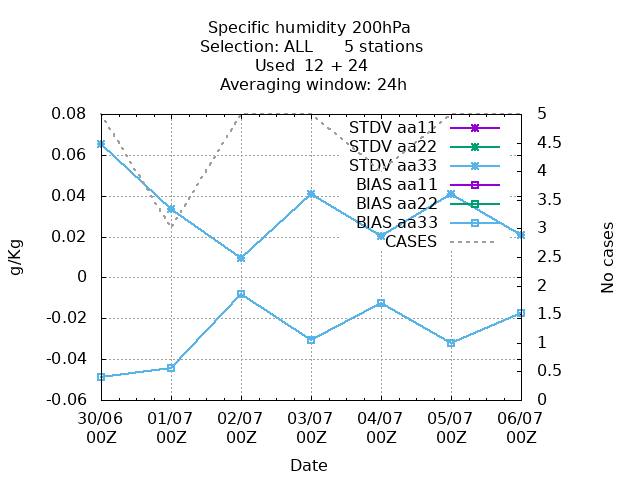 Specific humidity 200hPa
Selection: ALL      5 stations
Used  12 + 24
Averaging window: 24h
0.08
0.06
0.04
0.02
0
-0.02
-0.04
-0.06
g/Kg
5
4.5
4
3.5
3
2.5
2
1.5
1
0.5
0
No cases
STDV aa11
STDV aa22
STDV aa33
BIAS aa11
BIAS aa22
BIAS aa33
CASES
30/06 01/07 02/07 03/07 04/07 05/07 06/07
00Z 00Z 00Z 00Z 00Z 00Z 00Z
Date